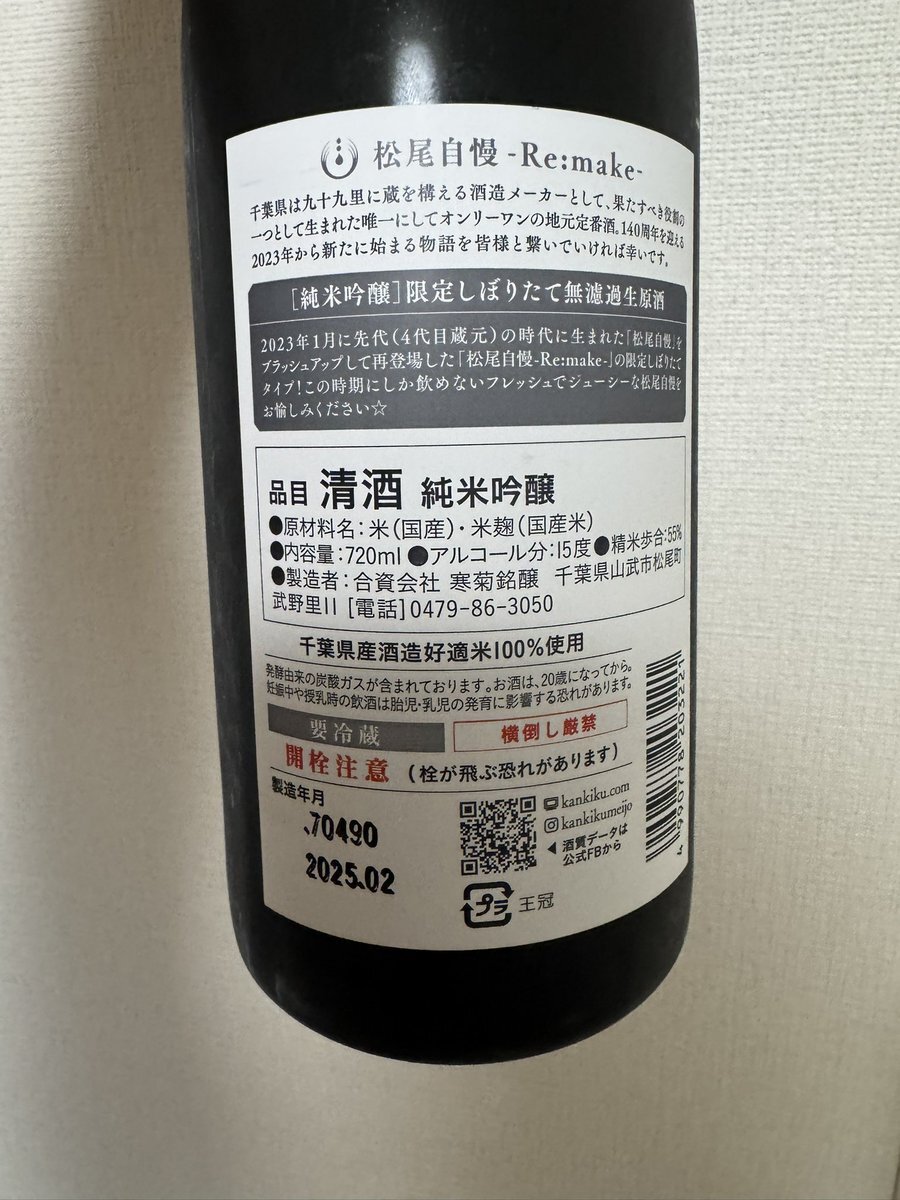 松尾自慢 -Re:make-
千葉県は九十九里に蔵を構える酒造メーカーとして、果たすべき役割の
一つとして生まれた唯一にしてオンリーワンの地元定番酒。140周年を迎える
2023年から新たに始まる物語を皆様と繋いでいければ幸いです。
［純米吟醸］限定しぼりたて無濾過生原酒
2023年1月に先代（4代目蔵元）の時代に生まれた「松尾自慢」を
ブラッシュアップして再登場した「松尾自慢-Re:make-」の限定しぼりたて
タイプ！この時期にしか飲めないフレッシュでジューシーな松尾自慢を
お愉しみください☆
品目 清酒 純米吟醸
●原材料名：米（国産）・米麹（国産米）
●内容量：720ml ●アルコール分：15度 ●精米歩合：55%
●製造者：合資会社 寒菊銘醸 千葉県山武市松尾町
武野里11 [電話]0479-86-3050
千葉県産酒造好適米100%使用
発酵由来の炭酸ガスが含まれております。お酒は、20歳になってから。
妊娠中や授乳時の飲酒は胎児・乳児の発育に影響する恐れがあります。
要冷蔵 横倒し厳禁
開栓注意（栓が飛ぶ恐れがあります）
製造年月
.70490
2025.02
kankiku.com
kankikumeijo
◀ 酒質データは
公式FBから
プラ 王冠
4 990778 203221